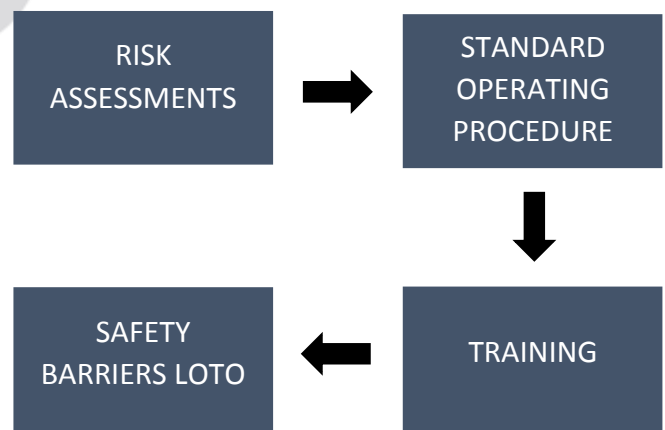 RISK
ASSESSMENTS
STANDARD
OPERATING
PROCEDURE
TRAINING
SAFETY
BARRIERS LOTO